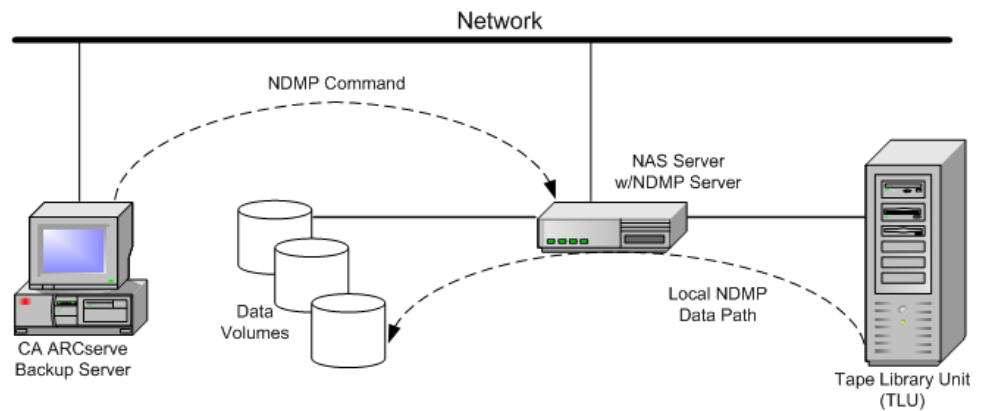 Network
NDMP Command
NAS Server
w/NDMP Server
Data
Volumes
Local NDMP
Data Path
CA ARCserve
Backup Server
Tape Library Unit
(TLU)